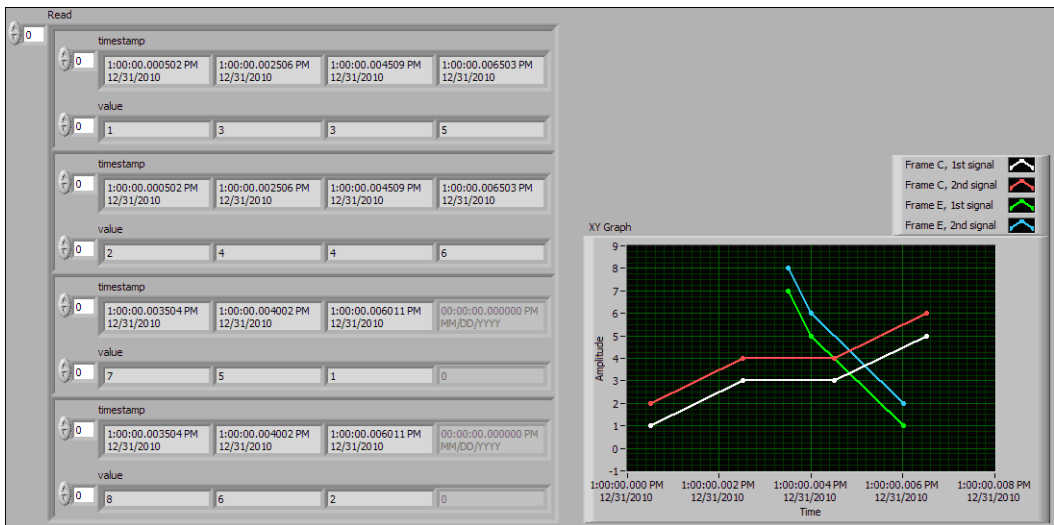 Read
0
timestamp
0
1:00:00.000502 PM 1:00:00.002506 PM 1:00:00.004509 PM 1:00:00.006503 PM
12/31/2010 12/31/2010 12/31/2010 12/31/2010
value
0 1 3 3 5
timestamp
0
1:00:00.000502 PM 1:00:00.002506 PM 1:00:00.004509 PM 1:00:00.006503 PM
12/31/2010 12/31/2010 12/31/2010 12/31/2010
value
0 2 4 4 6
timestamp
0
1:00:00.003504 PM 1:00:00.004002 PM 1:00:00.006011 PM 00:00:00.000000 PM
12/31/2010 12/31/2010 12/31/2010 MM/DD/YYYY
value
0 7 5 1 0
timestamp
0
1:00:00.003504 PM 1:00:00.004002 PM 1:00:00.006011 PM 00:00:00.000000 PM
12/31/2010 12/31/2010 12/31/2010 MM/DD/YYYY
value
0 8 6 2 0
Frame C, 1st signal
Frame C, 2nd signal
Frame E, 1st signal
Frame E, 2nd signal
XY Graph
Amplitude
9
8
7
6
5
4
3
2
1
0
-1
1:00:00.000 PM 1:00:00.002 PM 1:00:00.004 PM 1:00:00.006 PM 1:00:00.008 PM
12/31/2010 12/31/2010 12/31/2010 12/31/2010 12/31/2010
Time